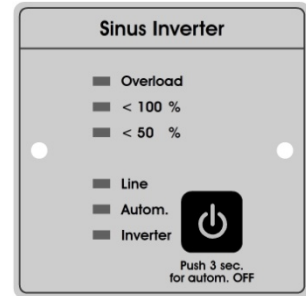 Sinus Inverter
Overload
< 100 %
< 50 %
Line
Autom.
Inverter
Push 3 sec.
for autom. OFF